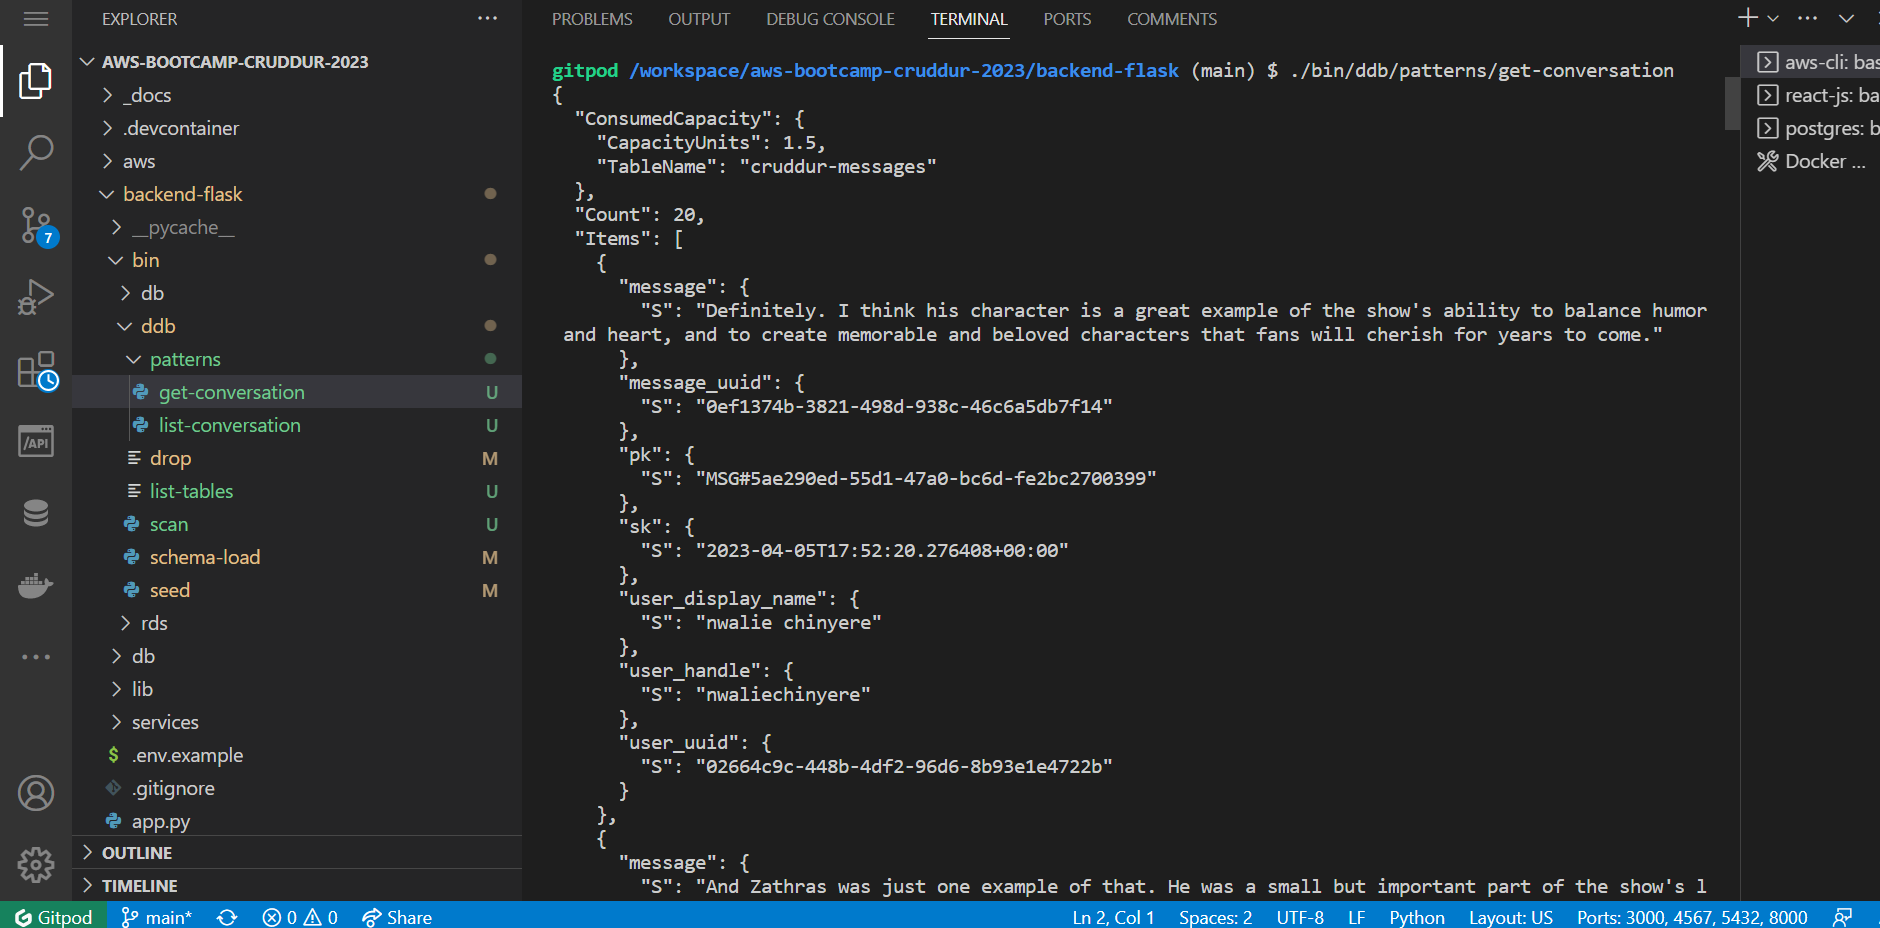 EXPLORER
AWS-BOOTCAMP-CRUDDUR-2023
_docs
.devcontainer
aws
backend-flask
__pycache__
bin
db
ddb
patterns
get-conversation U
list-conversation U
drop M
list-tables U
scan U
schema-load M
seed M
rds
db
lib
services
$ .env.example
.gitignore
app.py
OUTLINE
TIMELINE
7
/API
PROBLEMS OUTPUT DEBUG CONSOLE TERMINAL PORTS COMMENTS
gitpod /workspace/aws-bootcamp-cruddur-2023/backend-flask (main) $ ./bin/ddb/patterns/get-conversation
{
"ConsumedCapacity": {
"CapacityUnits": 1.5,
"TableName": "cruddur-messages"
},
"Count": 20,
"Items": [
{
"message": {
"S": "Definitely. I think his character is a great example of the show's ability to balance humor
and heart, and to create memorable and beloved characters that fans will cherish for years to come."
},
"message_uuid": {
"S": "0ef1374b-3821-498d-938c-46c6a5db7f14"
},
"pk": {
"S": "MSG#5ae290ed-55d1-47a0-bc6d-fe2bc2700399"
},
"sk": {
"S": "2023-04-05T17:52:20.276408+00:00"
},
"user_display_name": {
"S": "nwalie chinyere"
},
"user_handle": {
"S": "nwaliechinyere"
},
"user_uuid": {
"S": "02664c9c-448b-4df2-96d6-8b93e1e4722b"
}
},
{
"message": {
"S": "And Zathras was just one example of that. He was a small but important part of the show's l
aws-cli: bas
react-js: ba
postgres: b
Docker ...
Gitpod main* 0 0 Share Ln 2, Col 1 Spaces: 2 UTF-8 LF Python Layout: US Ports: 3000, 4567, 5432, 8000